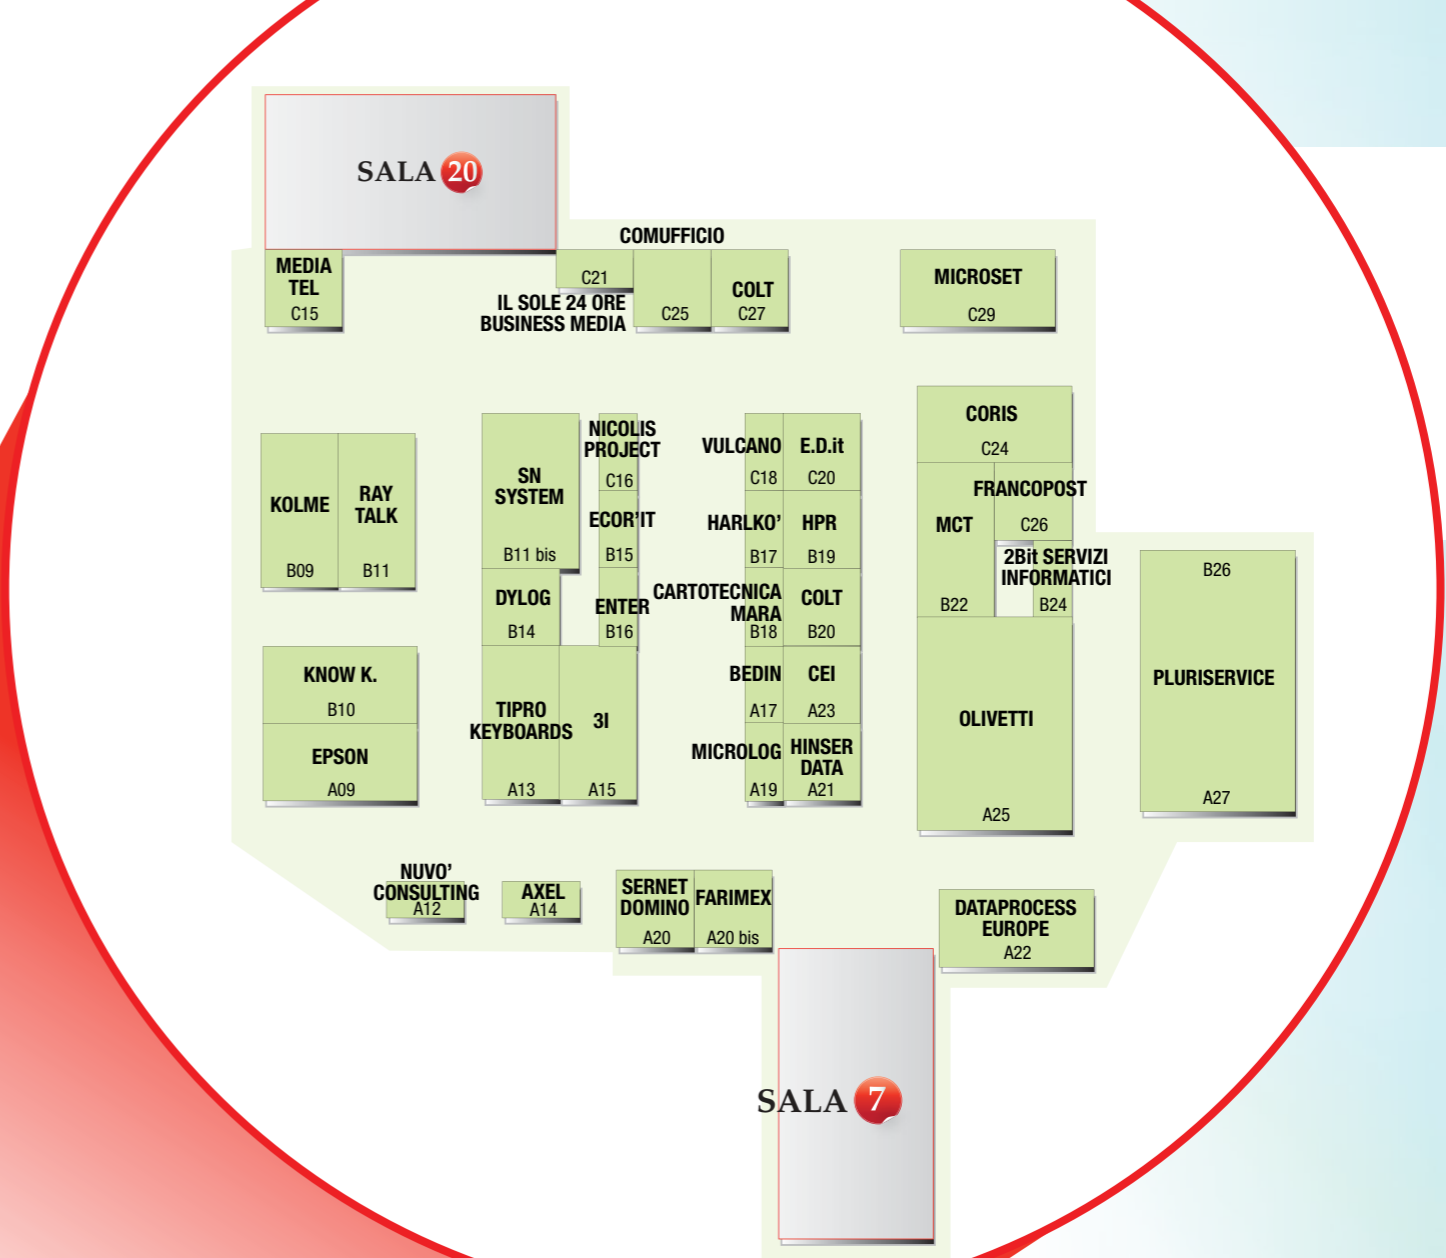 SALA 20
COMUFFICIO
MEDIA
TEL
C15
C21
IL SOLE 24 ORE
BUSINESS MEDIA
C25
COLT
C27
MICROSET
C29
KOLME
B09
RAY
TALK
B11
SN
SYSTEM
B11 bis
NICOLIS
PROJECT
C16
ECOR'IT
B15
ENTER
B16
DYLOG
B14
VULCANO
C18
E.D.it
C20
HARLKO'
B17
HPR
B19
CARTOTECNICA
MARA
B18
COLT
B20
CORIS
C24
FRANCOPOST
C26
MCT
B22
2Bit SERVIZI
INFORMATICI
B24
B26
PLURISERVICE
A27
KNOW K.
B10
EPSON
A09
TIPRO
KEYBOARDS
A13
3I
A15
BEDIN
A17
CEI
A23
MICROLOG
A19
HINSER
DATA
A21
OLIVETTI
A25
NUVO'
CONSULTING
A12
AXEL
A14
SERNET
DOMINO
A20
FARIMEX
A20 bis
DATAPROCESS
EUROPE
A22
SALA 7